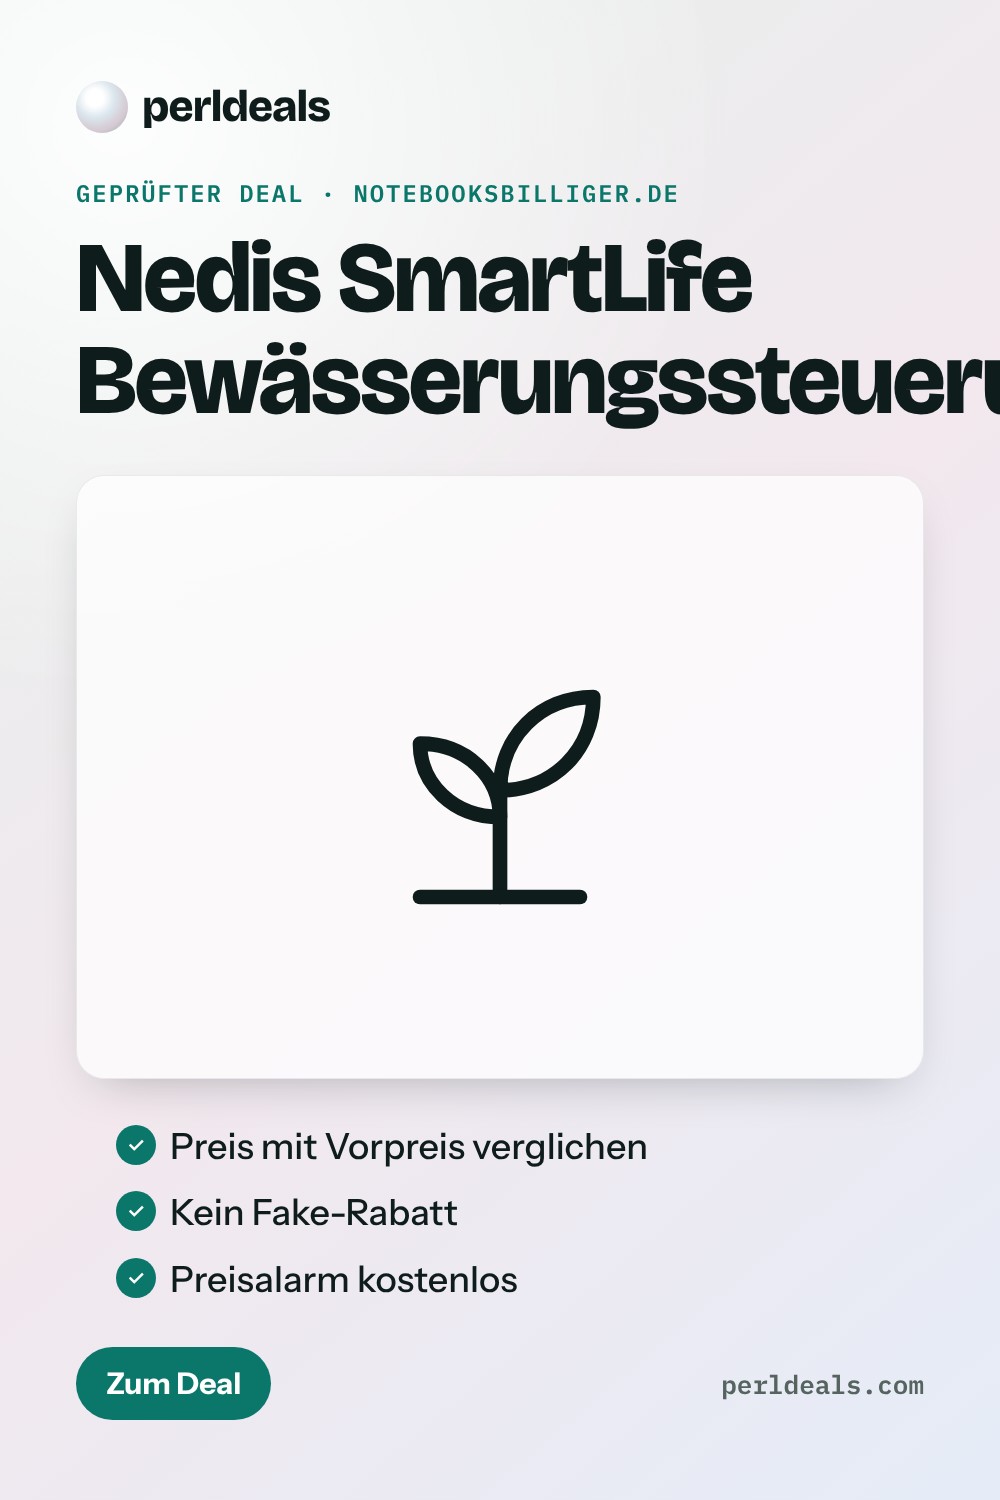 perldeals
GEPRÜFTER DEAL · NOTEBOOKSBILLIGER.DE
Nedis SmartLife
Bewässerungssteueru
Preis mit Vorpreis verglichen
Kein Fake-Rabatt
Preisalarm kostenlos
Zum Deal
perldeals.com